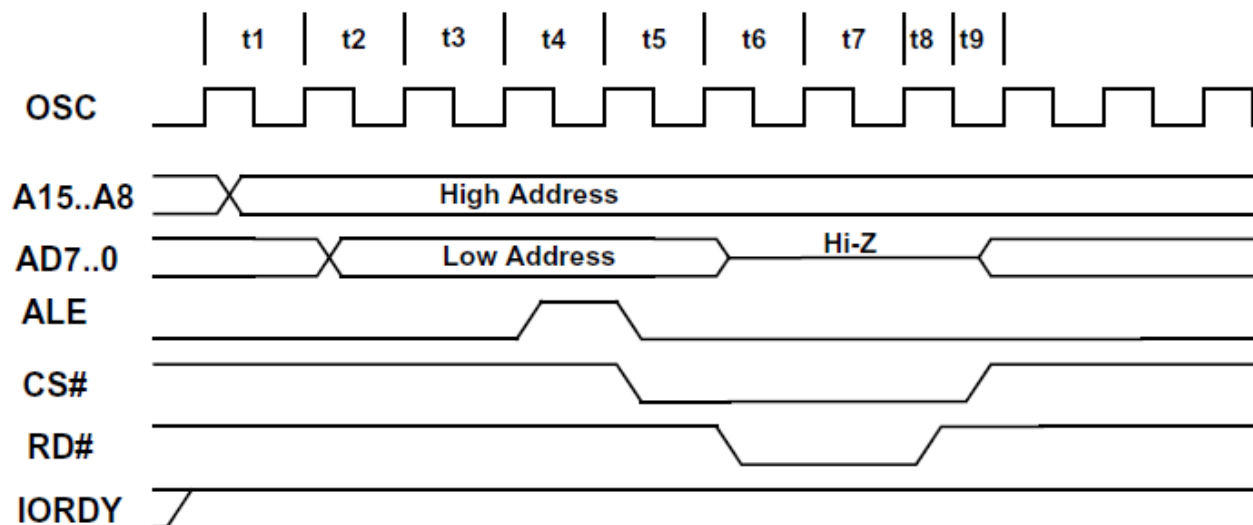 t1 t2 t3 t4 t5 t6 t7 t8 t9
OSC
A15..A8 High Address
AD7..0 Low Address Hi-Z
ALE
CS#
RD#
IORDY